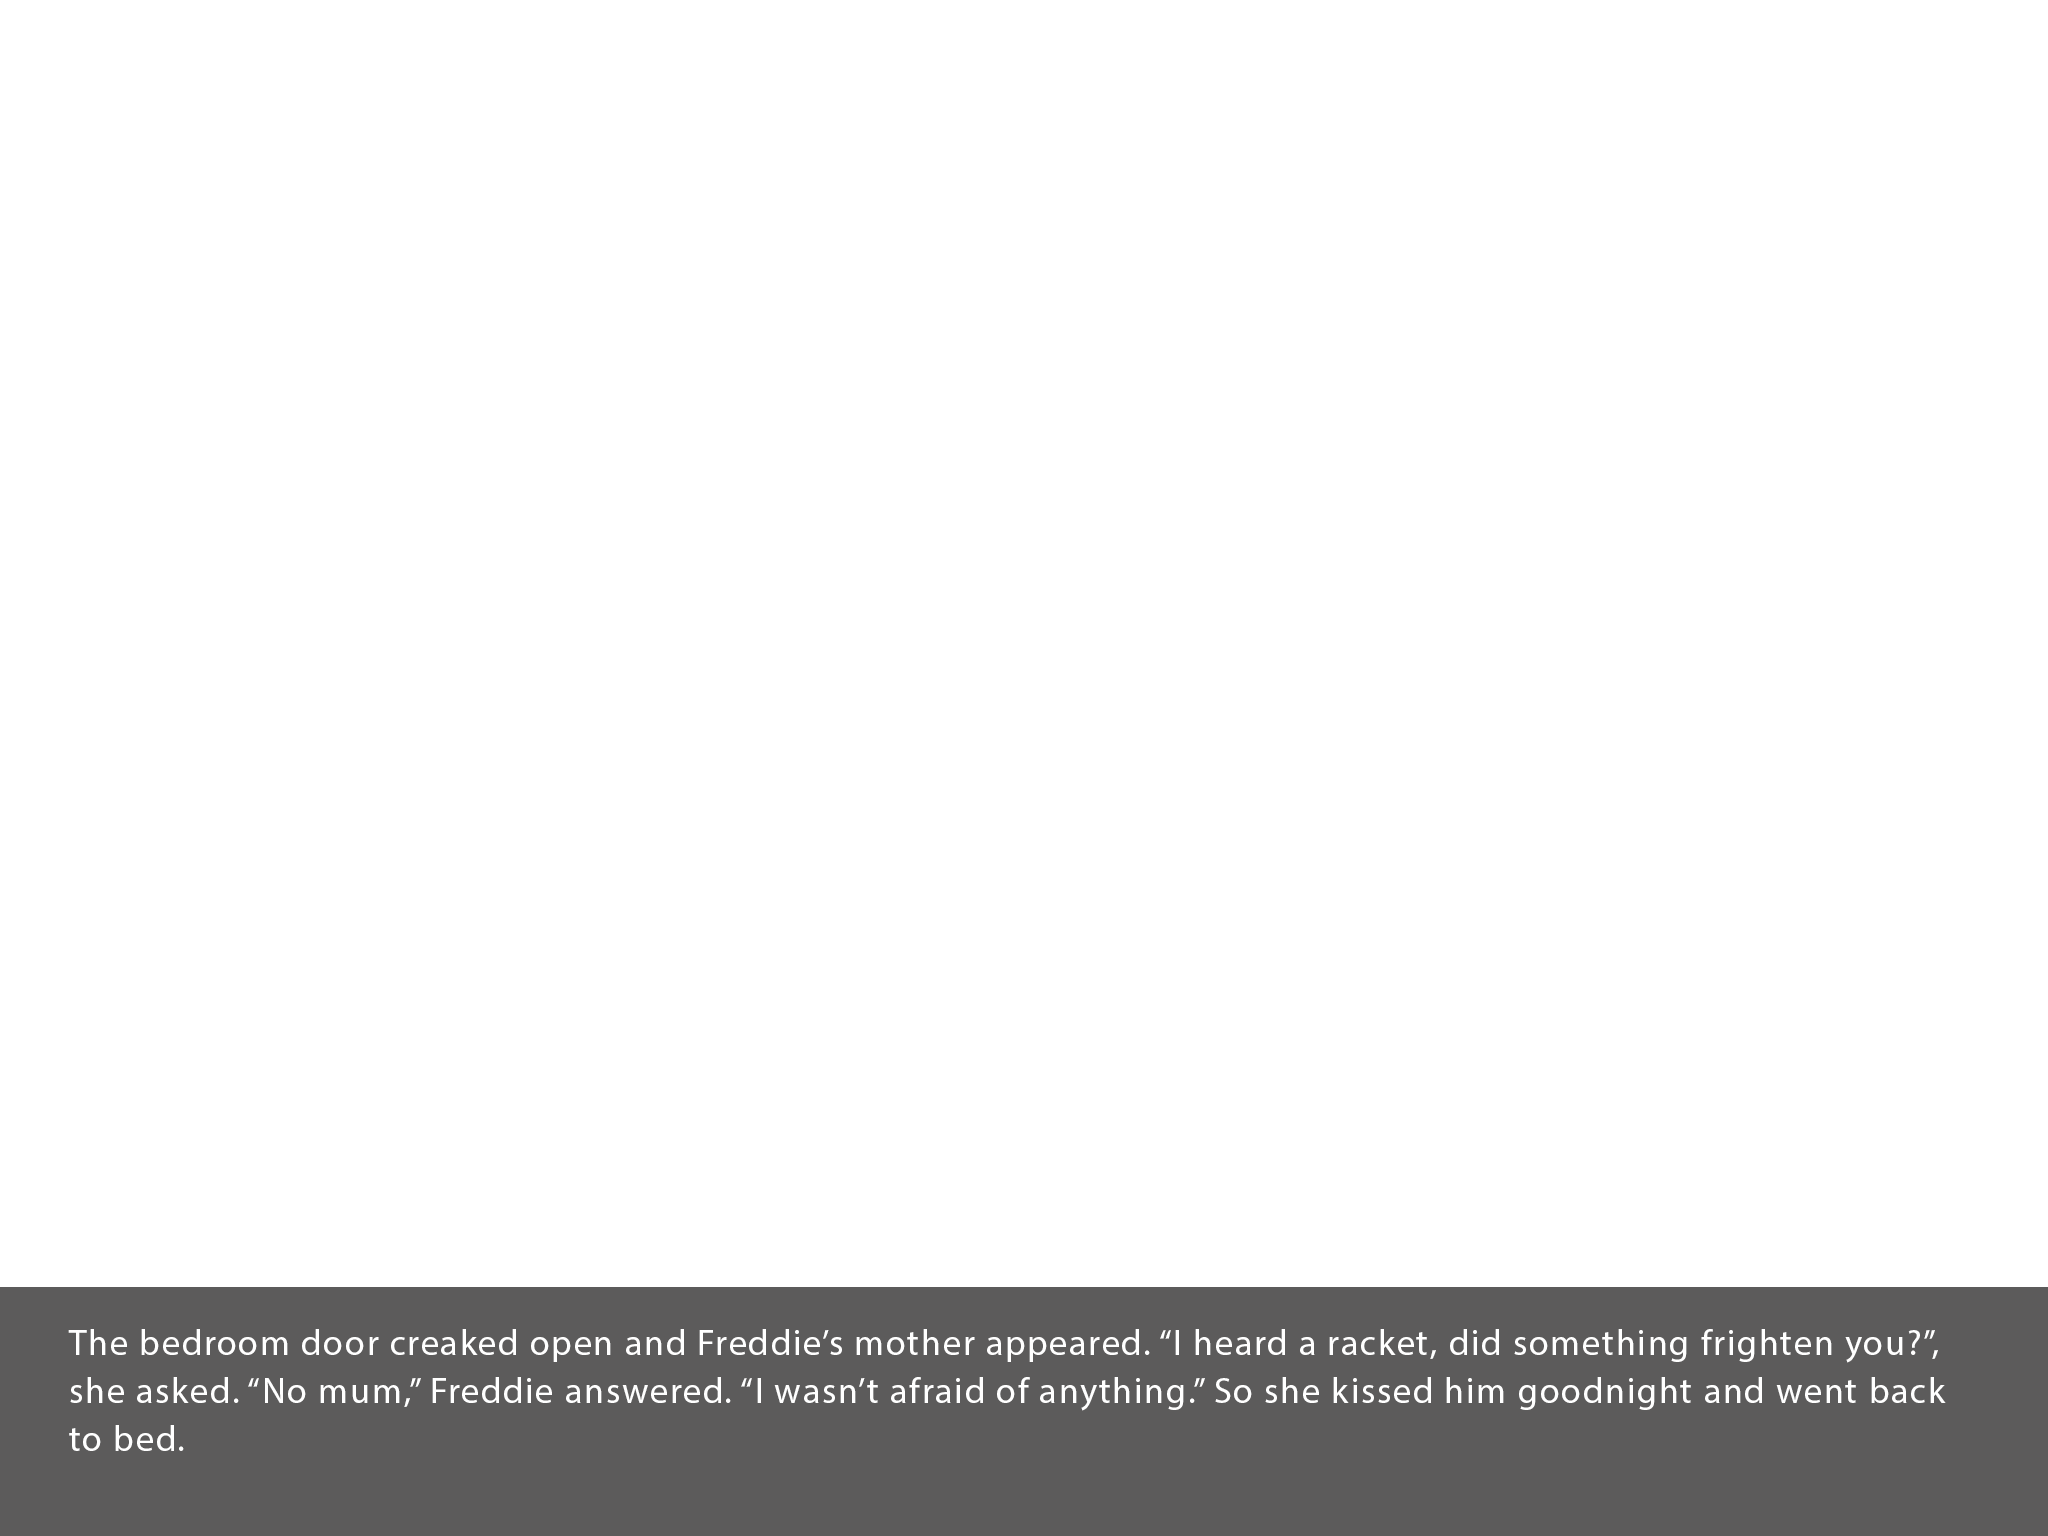 The bedroom door creaked open and Freddie’s mother appeared. “I heard a racket, did something frighten you?”,
she asked. “No mum,” Freddie answered. “I wasn’t afraid of anything.” So she kissed him goodnight and went back
to bed.